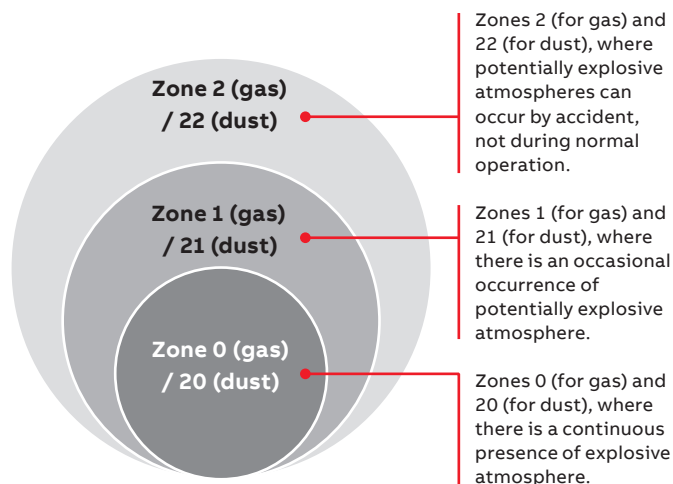 Zone 2 (gas)
/ 22 (dust)
Zones 2 (for gas) and
22 (for dust), where
potentially explosive
atmospheres can
occur by accident,
not during normal
operation.
Zone 1 (gas)
/ 21 (dust)
Zones 1 (for gas) and
21 (for dust), where
there is an occasional
occurrence of
potentially explosive
atmosphere.
Zone 0 (gas)
/ 20 (dust)
Zones 0 (for gas) and
20 (for dust), where
there is a continuous
presence of explosive
atmosphere.